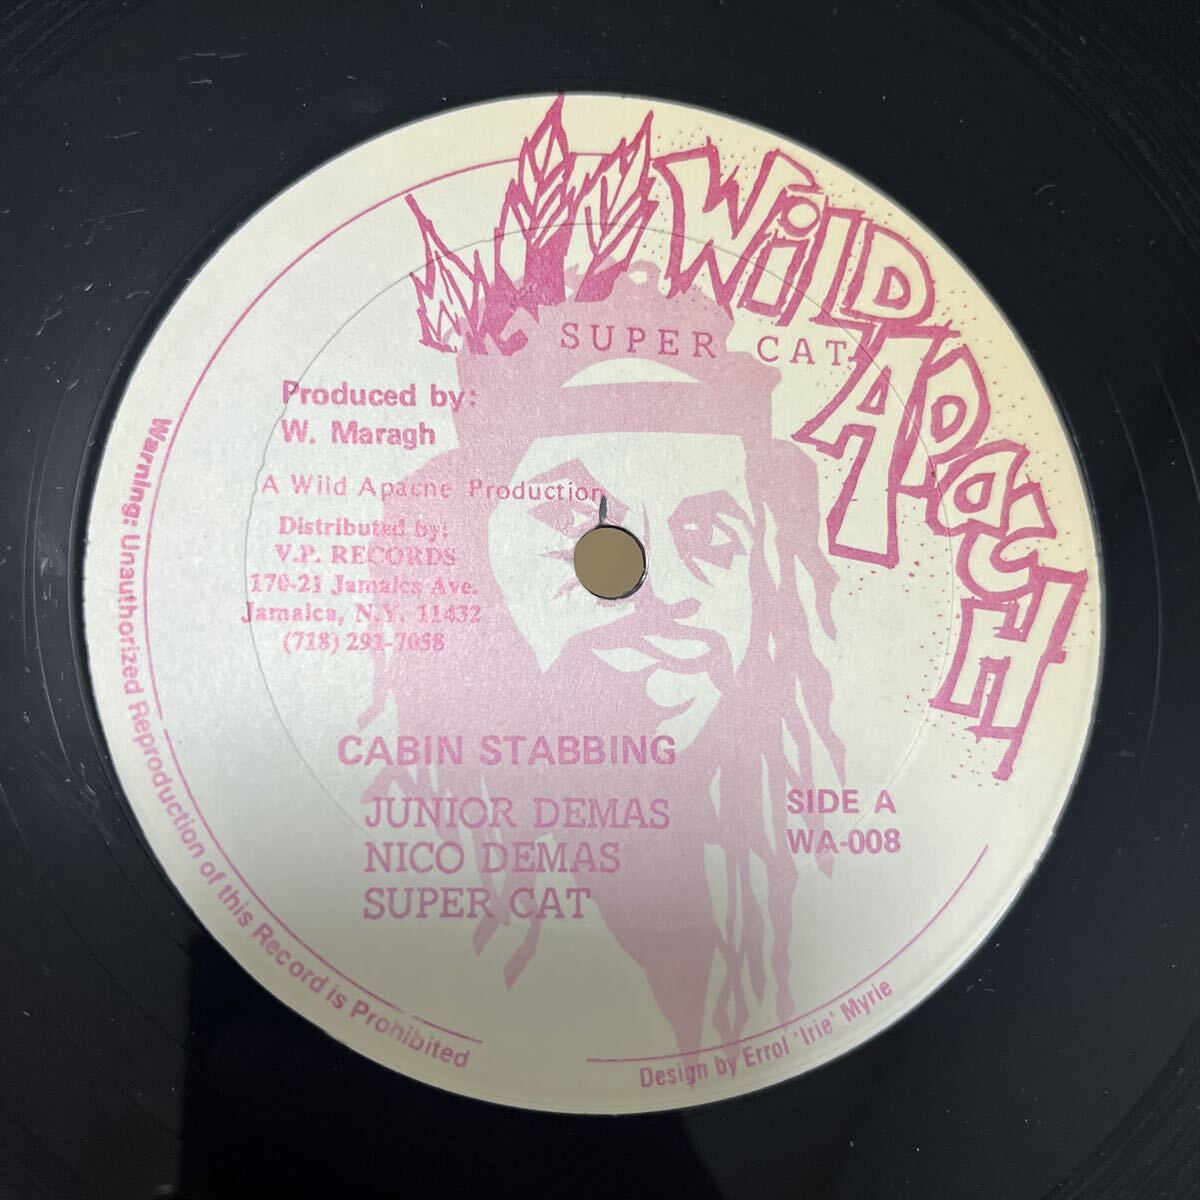 WiLD
APACH
SUPER CAT
Produced by:
W. Maragh
A Wild Apache Production
Distributed by:
V.P. RECORDS
170-21 Jamaica Ave.
Jamaica, N.Y. 11432
(718) 291-7058
CABIN STABBING
JUNIOR DEMAS
NICO DEMAS
SUPER CAT
SIDE A
WA-008
Warning: Unauthorized Reproduction of this Record is Prohibited
Design by Errol 'Irie' Myrie